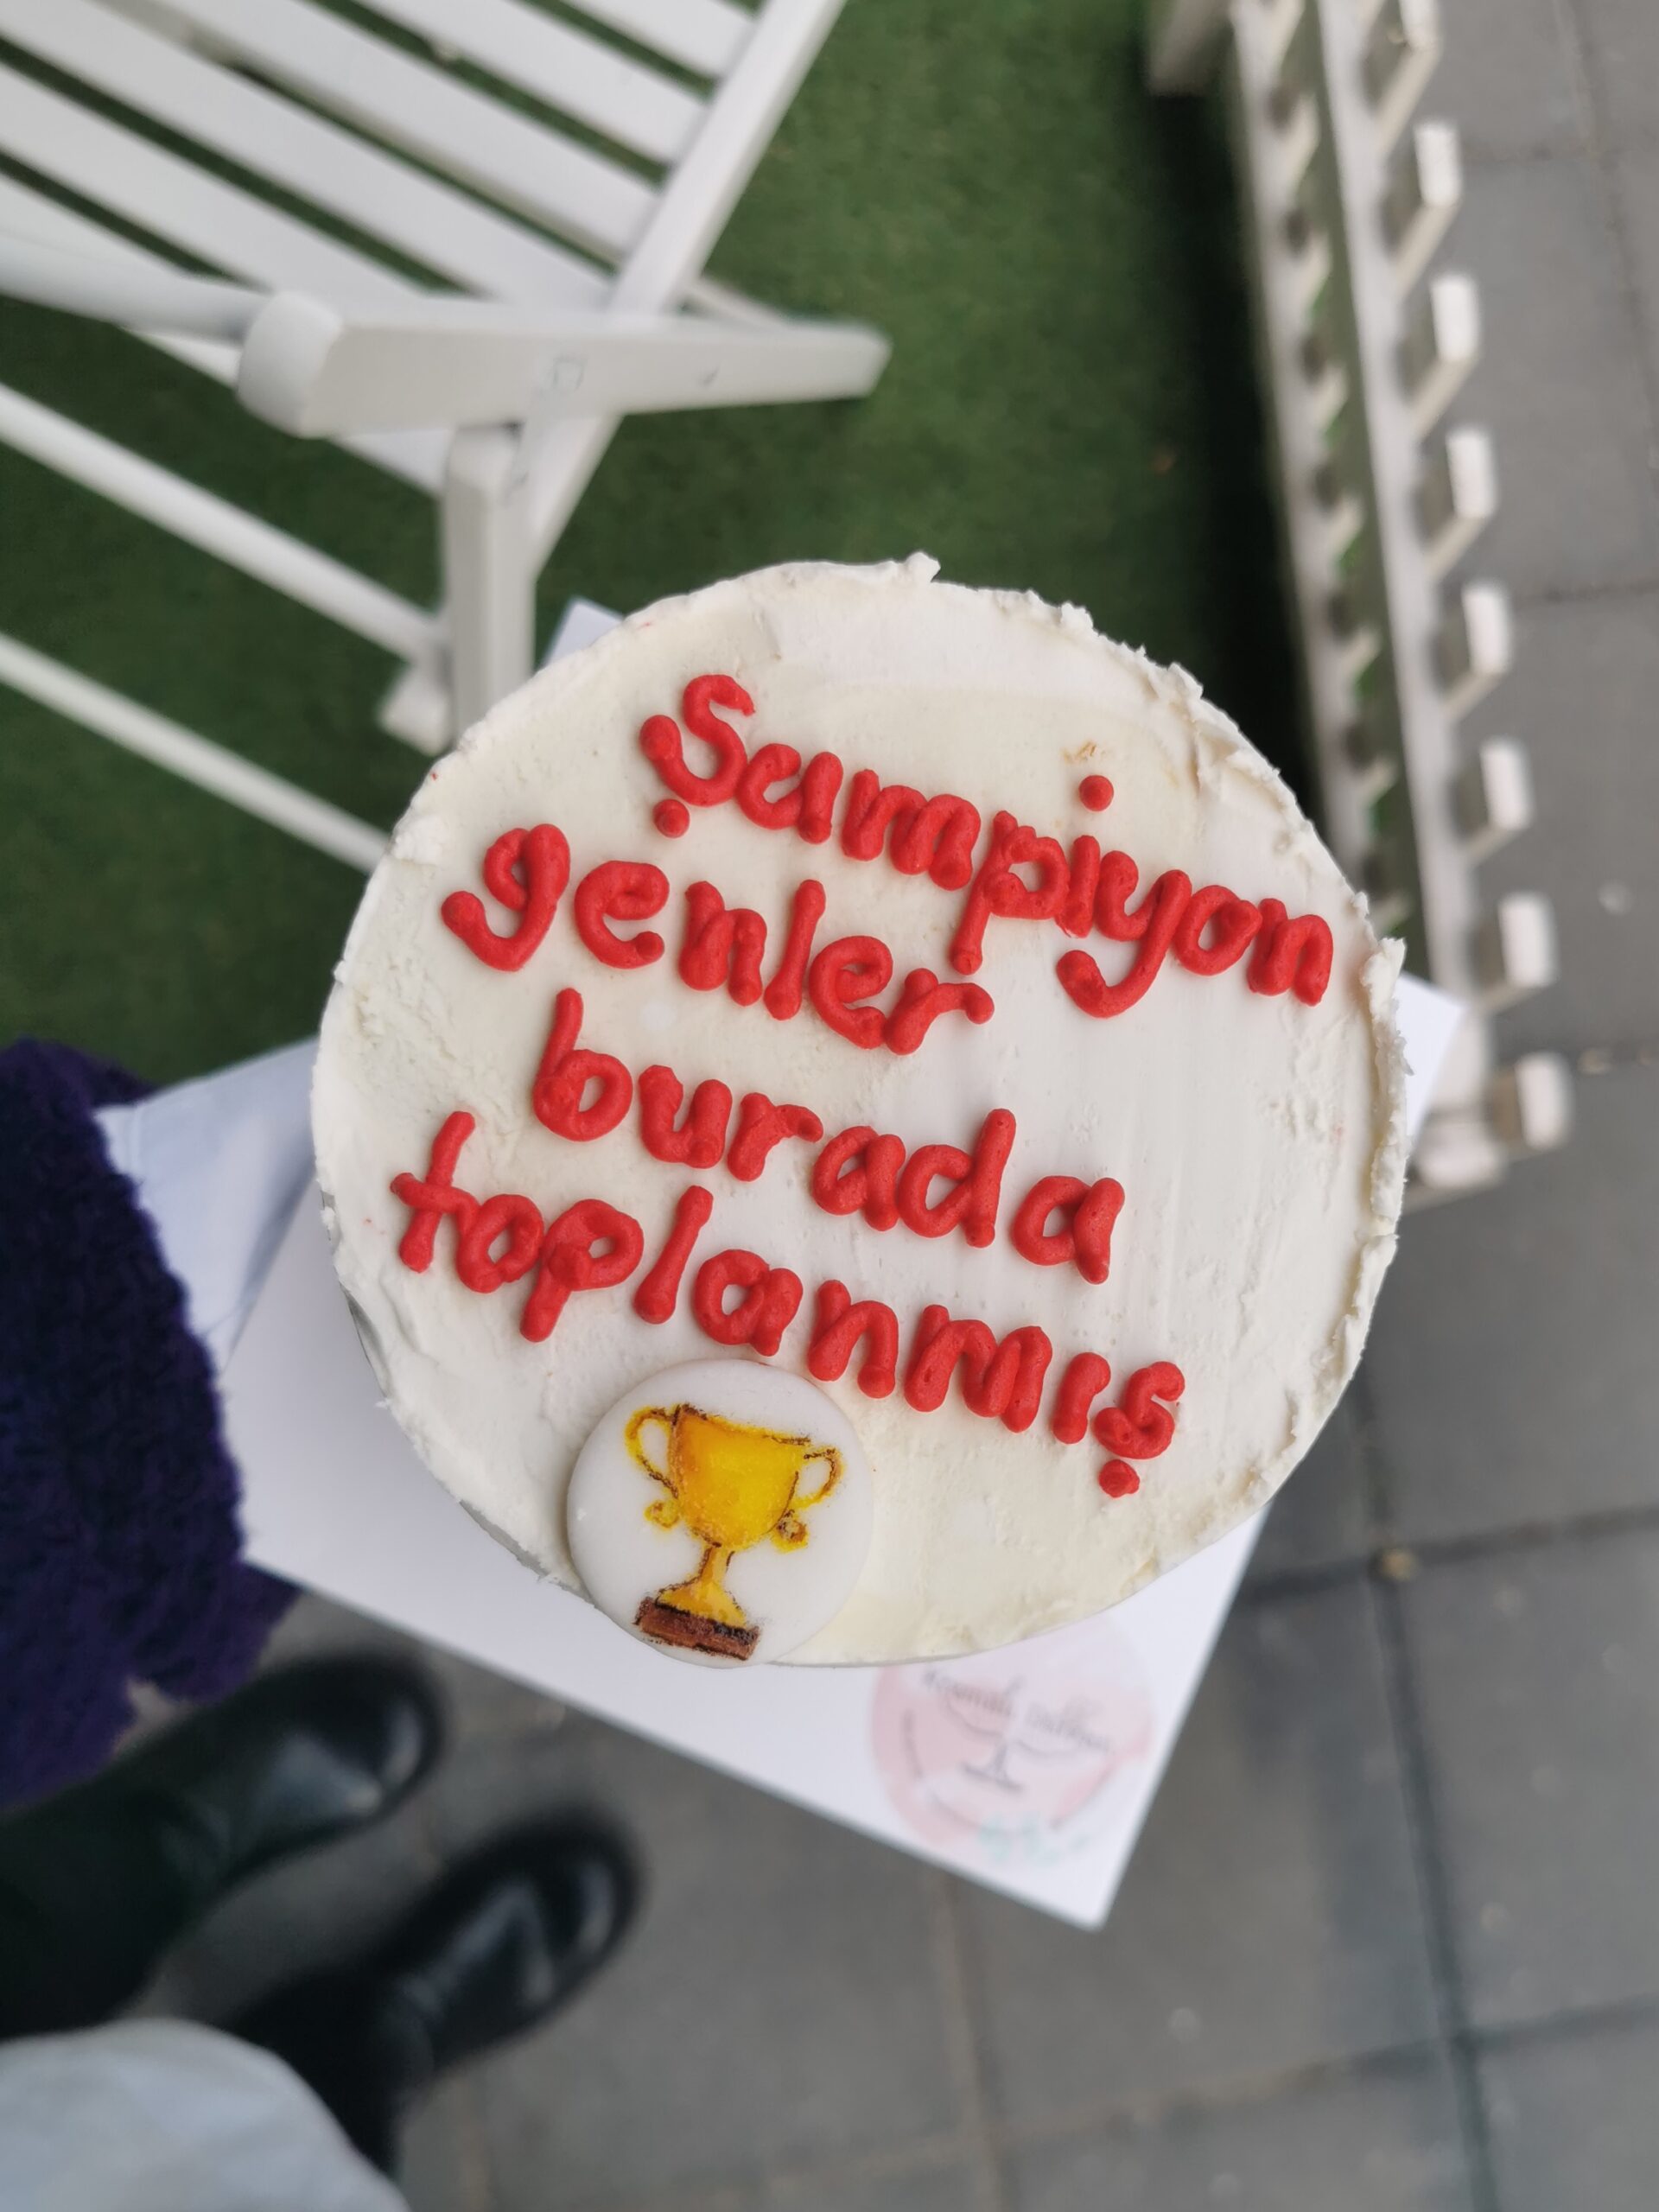 Şampiyon
genler
burada
toplanmış